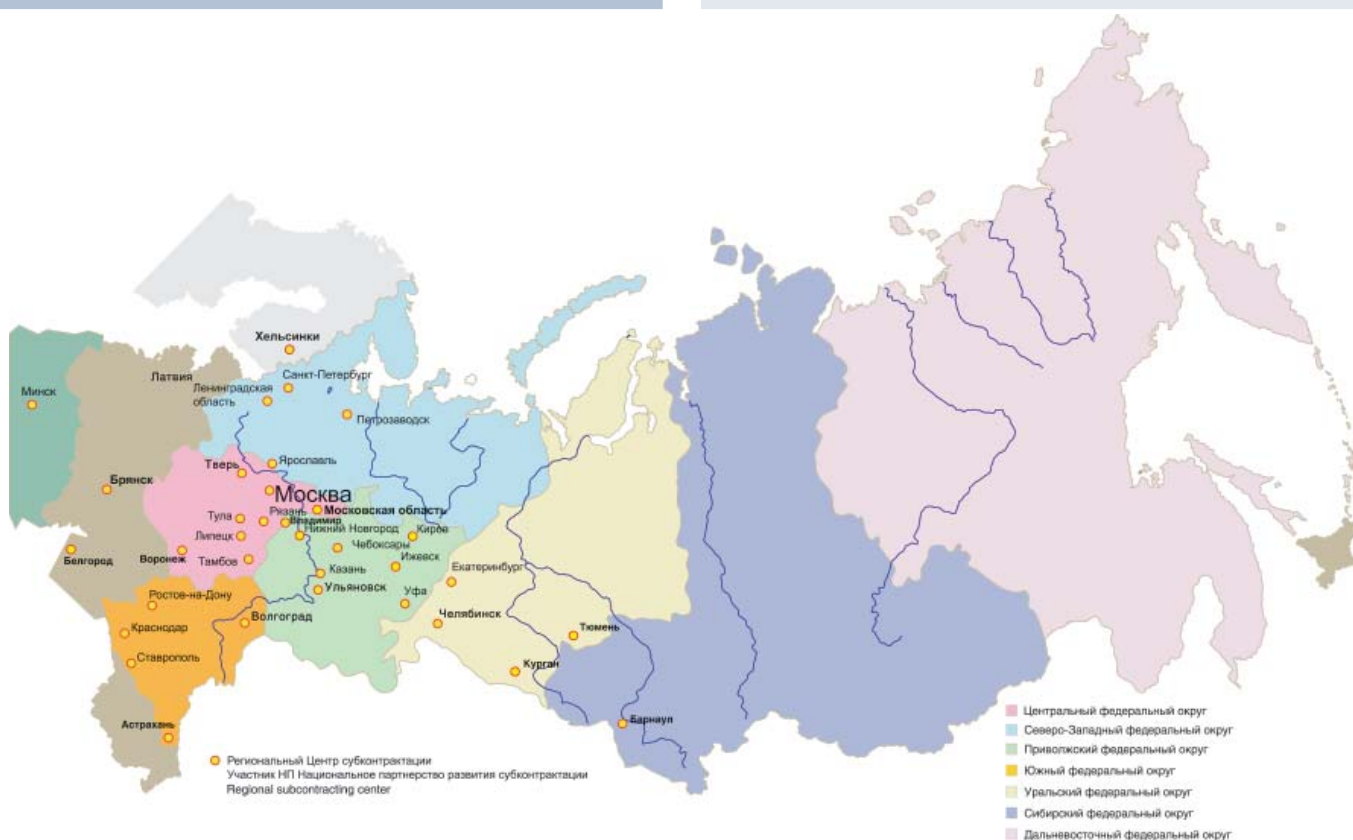 Хельсинки
Санкт-Петербург
Латвия
Ленинградская
область
Минск
Петрозаводск
Ярославль
Тверь
Брянск
Москва
Московская область
Рязань
Тула
Владимир
Нижний Новгород
Киров
Липецк
Чебоксары
Белгород
Воронеж
Тамбов
Ижевск
Казань
Екатеринбург
Ульяновск
Ростов-на-Дону
Уфа
Волгоград
Челябинск
Краснодар
Тюмень
Ставрополь
Курган
Астрахань
Барнаул
Региональный Центр субконтрактации
Участник НП Национальное партнерство развития субконтрактации
Regional subcontracting center
Центральный федеральный округ
Северо-Западный федеральный округ
Приволжский федеральный округ
Южный федеральный округ
Уральский федеральный округ
Сибирский федеральный округ
Дальневосточный федеральный округ